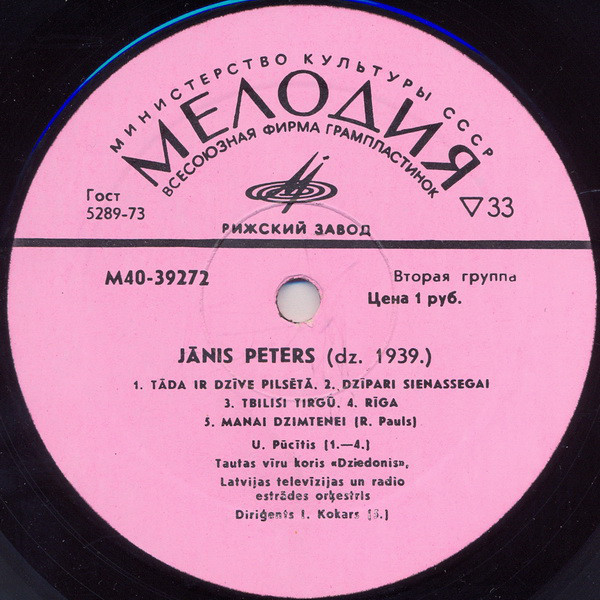 МИНИСТЕРСТВО КУЛЬТУРЫ СССР
МЕЛОДИЯ
ВСЕСОЮЗНАЯ ФИРМА ГРАМПЛАСТИНОК
Гост
5289-73
▽33
РИЖСКИЙ ЗАВОД
М40-39272
Вторая группа
Цена 1 руб.
JĀNIS PETERS (dz. 1939.)
1. TĀDA IR DZĪVE PILSĒTĀ, 2. DZĪPARI SIENASSEGAI
3. TBILISI TIRGŪ, 4. RĪGA
5. MANAI DZIMTENEI (R. Pauls)
U. Pūcītis (1.—4.)
Tautas vīru koris «Dziedonis»,
Latvijas televīzijas un radio
estrādes orķestris
Diriģents I. Kokars (5.)